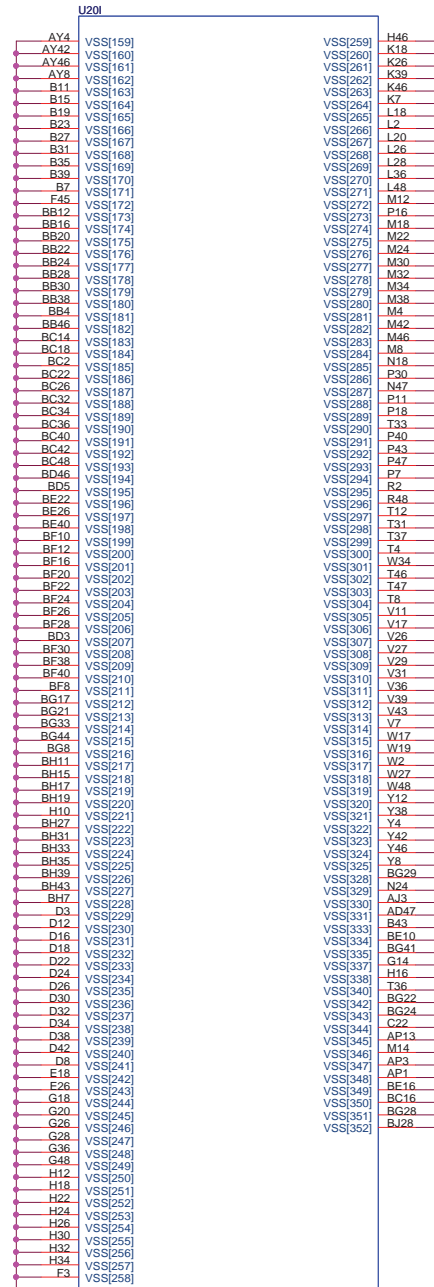 U20I
AY4 VSS[159]
AY42 VSS[160]
AY46 VSS[161]
AY8 VSS[162]
B11 VSS[163]
B15 VSS[164]
B19 VSS[165]
B23 VSS[166]
B27 VSS[167]
B31 VSS[168]
B35 VSS[169]
B39 VSS[170]
B7 VSS[171]
F45 VSS[172]
BB12 VSS[173]
BB16 VSS[174]
BB20 VSS[175]
BB22 VSS[176]
BB24 VSS[177]
BB28 VSS[178]
BB30 VSS[179]
BB38 VSS[180]
BB4 VSS[181]
BB46 VSS[182]
BC14 VSS[183]
BC18 VSS[184]
BC2 VSS[185]
BC22 VSS[186]
BC26 VSS[187]
BC32 VSS[188]
BC34 VSS[189]
BC36 VSS[190]
BC40 VSS[191]
BC42 VSS[192]
BC48 VSS[193]
BD46 VSS[194]
BD5 VSS[195]
BE22 VSS[196]
BE26 VSS[197]
BE40 VSS[198]
BF10 VSS[199]
BF12 VSS[200]
BF16 VSS[201]
BF20 VSS[202]
BF22 VSS[203]
BF24 VSS[204]
BF26 VSS[205]
BF28 VSS[206]
BD3 VSS[207]
BF30 VSS[208]
BF38 VSS[209]
BF40 VSS[210]
BF8 VSS[211]
BG17 VSS[212]
BG21 VSS[213]
BG33 VSS[214]
BG44 VSS[215]
BG8 VSS[216]
BH11 VSS[217]
BH15 VSS[218]
BH17 VSS[219]
BH19 VSS[220]
H10 VSS[221]
BH27 VSS[222]
BH31 VSS[223]
BH33 VSS[224]
BH35 VSS[225]
BH39 VSS[226]
BH43 VSS[227]
BH7 VSS[228]
D3 VSS[229]
D12 VSS[230]
D16 VSS[231]
D18 VSS[232]
D22 VSS[233]
D24 VSS[234]
D26 VSS[235]
D30 VSS[236]
D32 VSS[237]
D34 VSS[238]
D38 VSS[239]
D42 VSS[240]
D8 VSS[241]
E18 VSS[242]
E26 VSS[243]
G18 VSS[244]
G20 VSS[245]
G26 VSS[246]
G28 VSS[247]
G36 VSS[248]
G48 VSS[249]
H12 VSS[250]
H18 VSS[251]
H22 VSS[252]
H24 VSS[253]
H26 VSS[254]
H30 VSS[255]
H32 VSS[256]
H34 VSS[257]
F3 VSS[258]
VSS[259] H46
VSS[260] K18
VSS[261] K26
VSS[262] K39
VSS[263] K46
VSS[264] K7
VSS[265] L18
VSS[266] L2
VSS[267] L20
VSS[268] L26
VSS[269] L28
VSS[270] L36
VSS[271] L48
VSS[272] M12
VSS[273] P16
VSS[274] M18
VSS[275] M22
VSS[276] M24
VSS[277] M30
VSS[278] M32
VSS[279] M34
VSS[280] M38
VSS[281] M4
VSS[282] M42
VSS[283] M46
VSS[284] M8
VSS[285] N18
VSS[286] P30
VSS[287] N47
VSS[288] P11
VSS[289] P18
VSS[290] T33
VSS[291] P40
VSS[292] P43
VSS[293] P47
VSS[294] P7
VSS[295] R2
VSS[296] R48
VSS[297] T12
VSS[298] T31
VSS[299] T37
VSS[300] T4
VSS[301] W34
VSS[302] T46
VSS[303] T47
VSS[304] T8
VSS[305] V11
VSS[306] V17
VSS[307] V26
VSS[308] V27
VSS[309] V29
VSS[310] V31
VSS[311] V36
VSS[312] V39
VSS[313] V43
VSS[314] V7
VSS[315] W17
VSS[316] W19
VSS[317] W2
VSS[318] W27
VSS[319] W48
VSS[320] Y12
VSS[321] Y38
VSS[322] Y4
VSS[323] Y42
VSS[324] Y46
VSS[325] Y8
VSS[328] BG29
VSS[329] N24
VSS[330] AJ3
VSS[331] AD47
VSS[333] B43
VSS[334] BE10
VSS[335] BG41
VSS[337] G14
VSS[338] H16
VSS[340] T36
VSS[342] BG22
VSS[343] BG24
VSS[344] C22
VSS[345] AP13
VSS[346] M14
VSS[347] AP3
VSS[348] AP1
VSS[349] BE16
VSS[350] BC16
VSS[351] BG28
VSS[352] BJ28